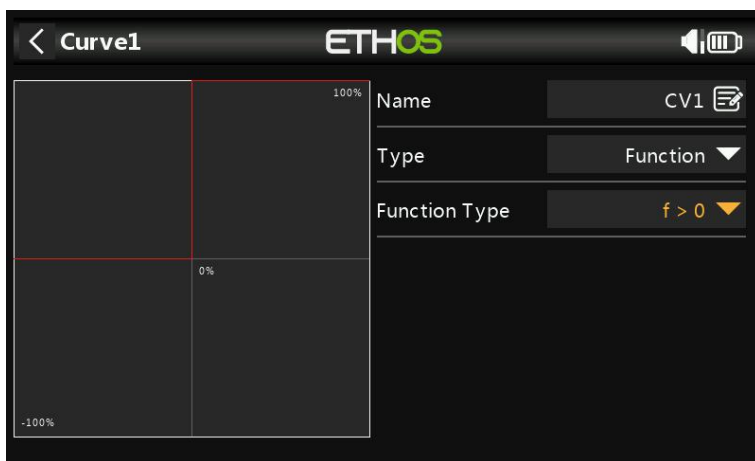 Curve1
ETHOS
100%
Name
CV1
Type
Function
Function Type
f > 0
0%
-100%